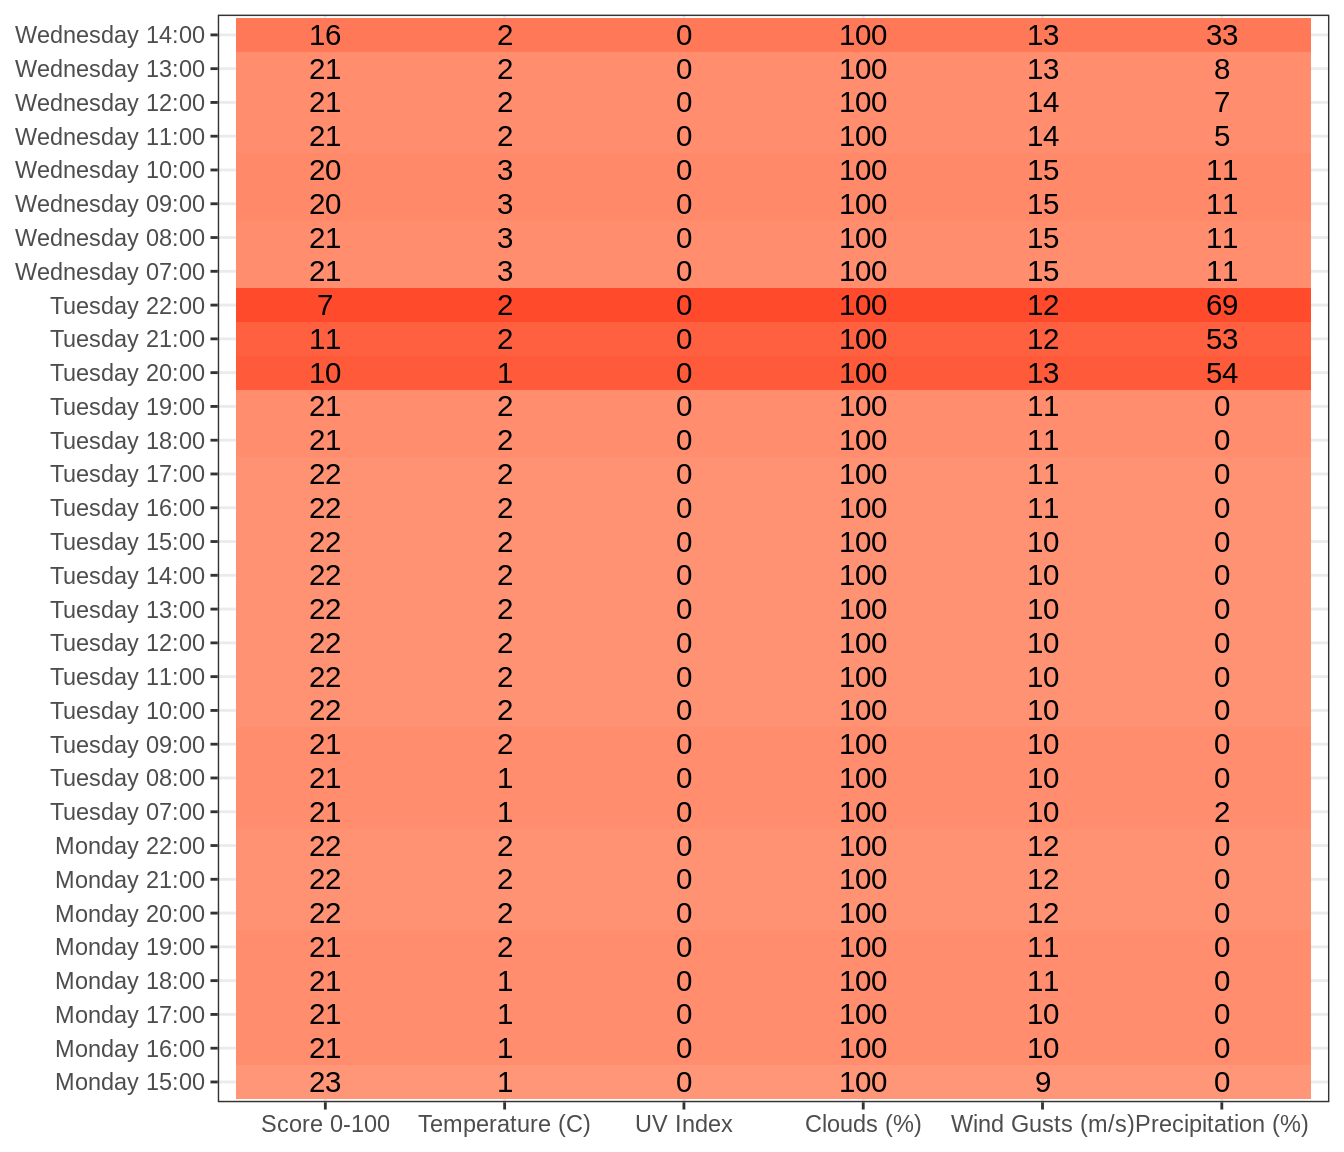 Wednesday 14:00 16 2 0 100 13 33
Wednesday 13:00 21 2 0 100 13 8
Wednesday 12:00 21 2 0 100 14 7
Wednesday 11:00 21 2 0 100 14 5
Wednesday 10:00 20 3 0 100 15 11
Wednesday 09:00 20 3 0 100 15 11
Wednesday 08:00 21 3 0 100 15 11
Wednesday 07:00 21 3 0 100 15 11
Tuesday 22:00 7 2 0 100 12 69
Tuesday 21:00 11 2 0 100 12 53
Tuesday 20:00 10 1 0 100 13 54
Tuesday 19:00 21 2 0 100 11 0
Tuesday 18:00 21 2 0 100 11 0
Tuesday 17:00 22 2 0 100 11 0
Tuesday 16:00 22 2 0 100 11 0
Tuesday 15:00 22 2 0 100 10 0
Tuesday 14:00 22 2 0 100 10 0
Tuesday 13:00 22 2 0 100 10 0
Tuesday 12:00 22 2 0 100 10 0
Tuesday 11:00 22 2 0 100 10 0
Tuesday 10:00 22 2 0 100 10 0
Tuesday 09:00 21 2 0 100 10 0
Tuesday 08:00 21 1 0 100 10 0
Tuesday 07:00 21 1 0 100 10 2
Monday 22:00 22 2 0 100 12 0
Monday 21:00 22 2 0 100 12 0
Monday 20:00 22 2 0 100 12 0
Monday 19:00 21 2 0 100 11 0
Monday 18:00 21 1 0 100 11 0
Monday 17:00 21 1 0 100 10 0
Monday 16:00 21 1 0 100 10 0
Monday 15:00 23 1 0 100 9 0
Score 0-100 Temperature (C) UV Index Clouds (%) Wind Gusts (m/s) Precipitation (%)